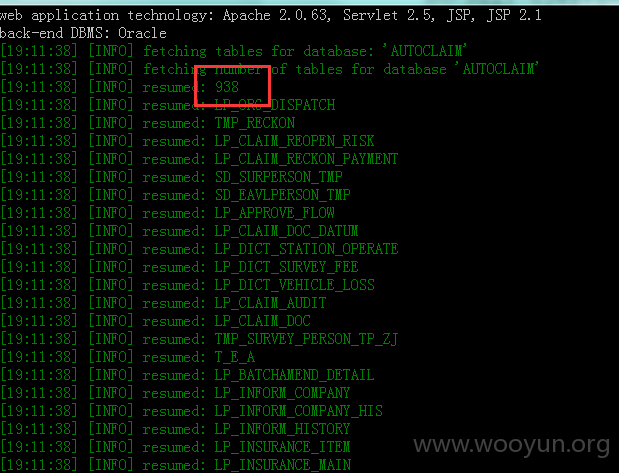 web application technology: Apache 2.0.63, Servlet 2.5, JSP, JSP 2.1
back-end DBMS: Oracle
[19:11:38] [INFO] fetching tables for database: 'AUTOCLAIM'
[19:11:38] [INFO] fetching number of tables for database 'AUTOCLAIM'
[19:11:38] [INFO] resumed: 938
[19:11:38] [INFO] resumed: LP_ORG_DISPATCH
[19:11:38] [INFO] resumed: TMP_RECKON
[19:11:38] [INFO] resumed: LP_CLAIM_REOPEN_RISK
[19:11:38] [INFO] resumed: LP_CLAIM_RECKON_PAYMENT
[19:11:38] [INFO] resumed: SD_SURPERSON_TMP
[19:11:38] [INFO] resumed: SD_EAVLPERSON_TMP
[19:11:38] [INFO] resumed: LP_APPROVE_FLOW
[19:11:38] [INFO] resumed: LP_CLAIM_DOC_DATUM
[19:11:38] [INFO] resumed: LP_DICT_STATION_OPERATE
[19:11:38] [INFO] resumed: LP_DICT_SURVEY_FEE
[19:11:38] [INFO] resumed: LP_DICT_VEHICLE_LOSS
[19:11:38] [INFO] resumed: LP_CLAIM_AUDIT
[19:11:38] [INFO] resumed: LP_CLAIM_DOC
[19:11:38] [INFO] resumed: TMP_SURVEY_PERSON_TP_ZJ
[19:11:38] [INFO] resumed: T_E_A
[19:11:38] [INFO] resumed: LP_BATCHAMEND_DETAIL
[19:11:38] [INFO] resumed: LP_INFORM_COMPANY
[19:11:38] [INFO] resumed: LP_INFORM_COMPANY_HIS
[19:11:38] [INFO] resumed: LP_INFORM_HISTORY
[19:11:38] [INFO] resumed: LP_INSURANCE_ITEM
[19:11:38] [INFO] resumed: LP_INSURANCE_MAIN
www.wooyun.org